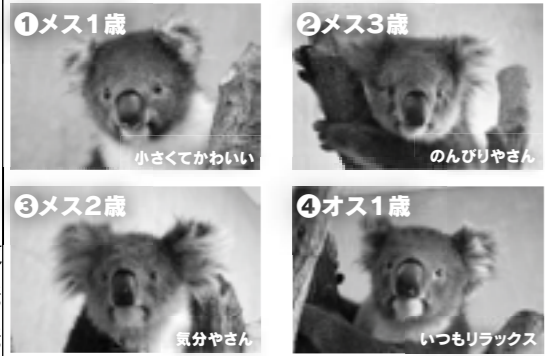 ❶メス1歳
小さくてかわいい
❷メス3歳
のんびりやさん
❸メス2歳
気分やさん
❹オス1歳
いつもリラックス